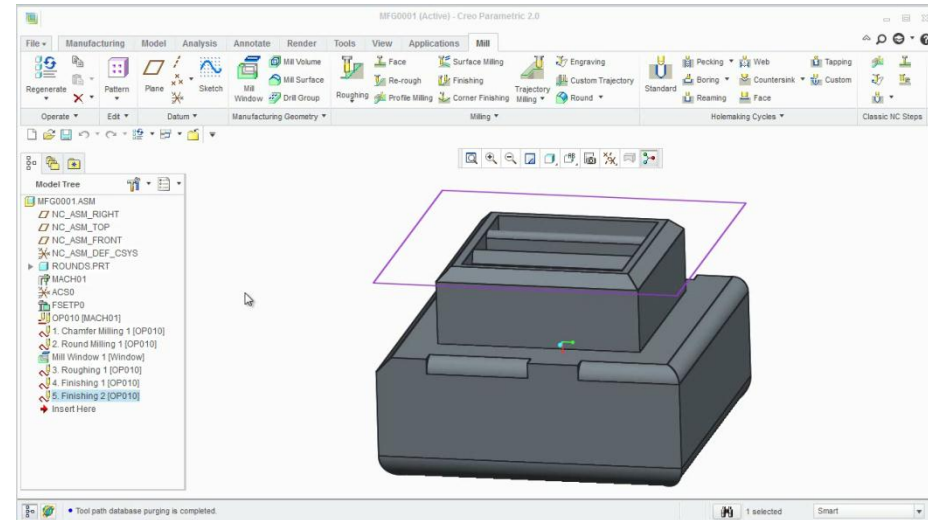 MFG0001 (Active) - Creo Parametric 2.0
File Manufacturing Model Analysis Annotate Render Tools View Applications Mill
Mill Volume Face Surface Milling Engraving Pecking Web Tapping
Mill Surface Re-rough Finishing Custom Trajectory Boring Countersink Custom
Regenerate Pattern Plane Sketch Mill Window Drill Group Roughing Profile Milling Corner Finishing Trajectory Milling Round Standard Reaming Face
Operate Edit Datum Manufacturing Geometry Milling Holemaking Cycles Classic NC Steps
Model Tree
MFG0001.ASM
NC_ASM_RIGHT
NC_ASM_TOP
NC_ASM_FRONT
NC_ASM_DEF_CSYS
ROUNDS.PRT
MACH01
ACS0
FSETP0
OP010 [MACH01]
1. Chamfer Milling 1 [OP010]
2. Round Milling 1 [OP010]
Mill Window 1 [Window]
3. Roughing 1 [OP010]
4. Finishing 1 [OP010]
5. Finishing 2 [OP010]
Insert Here
Tool path database purging is completed. 1 selected Smart